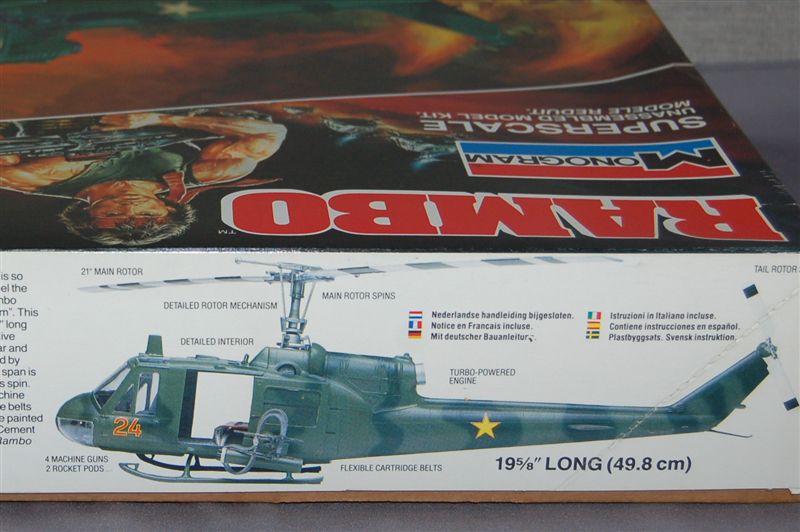 SUPERSCALE
UNASSEMBLED MODEL KIT.
MODELE REDUIT.
MONOGRAM
RAMBO
TM
21" MAIN ROTOR
TAIL ROTOR
MAIN ROTOR SPINS
DETAILED ROTOR MECHANISM
DETAILED INTERIOR
Nederlandse handleiding bijgesloten.
Notice en Francais incluse.
Mit deutscher Bauanleitung.
Istruzioni in Italiano incluse.
Contiene instrucciones en español.
Plastbyggsats. Svensk instruktion.
TURBO-POWERED
ENGINE
24
4 MACHINE GUNS
2 ROCKET PODS
FLEXIBLE CARTRIDGE BELTS
19⅝" LONG (49.8 cm)
is so
el the
mbo
m". This
" long
tive
ar and
d by
span is
s spin.
chine
e belts
e painted
Cement
Rambo